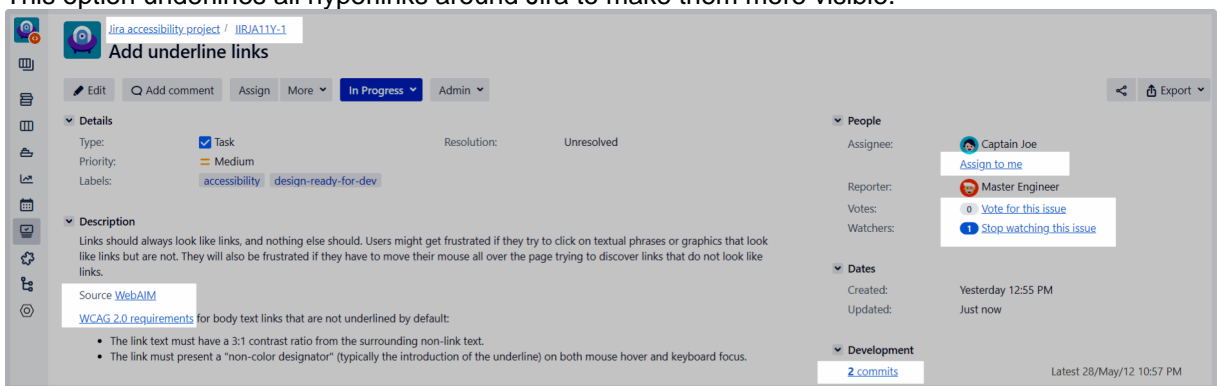 This option underlines all hyperlinks around Jira to make them more visible.
Jira accessibility project / JIRJA11Y-1
Add underline links
Edit Add comment Assign More In Progress Admin Export
Details
Type: Task Resolution: Unresolved
Priority: Medium
Labels: accessibility design-ready-for-dev
Description
Links should always look like links, and nothing else should. Users might get frustrated if they try to click on textual phrases or graphics that look
like links but are not. They will also be frustrated if they have to move their mouse all over the page trying to discover links that do not look like
links.
Source WebAIM
WCAG 2.0 requirements for body text links that are not underlined by default:
• The link text must have a 3:1 contrast ratio from the surrounding non-link text.
• The link must present a "non-color designator" (typically the introduction of the underline) on both mouse hover and keyboard focus.
People
Assignee: Captain Joe
Assign to me
Reporter: Master Engineer
Votes: 0 Vote for this issue
Watchers: 1 Stop watching this issue
Dates
Created: Yesterday 12:55 PM
Updated: Just now
Development
2 commits Latest 28/May/12 10:57 PM